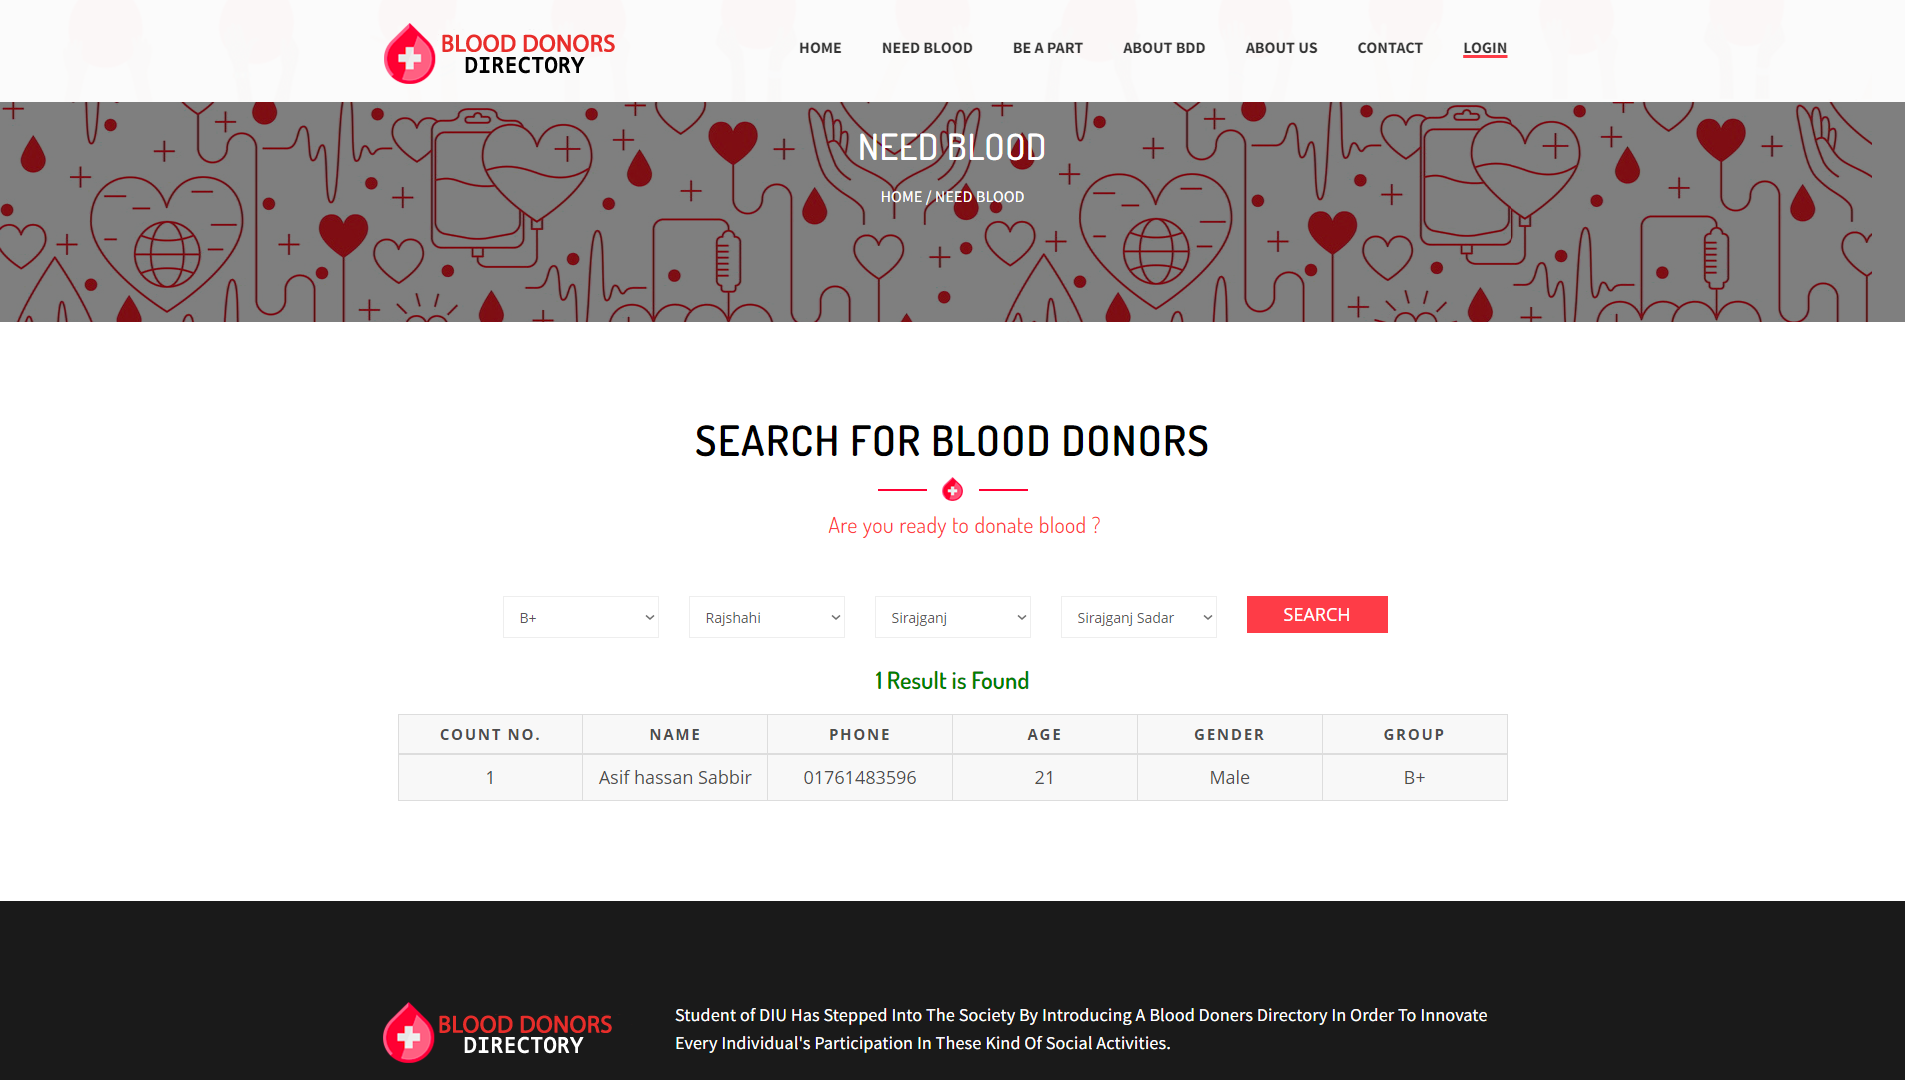 BLOOD DONORS
DIRECTORY
HOME NEED BLOOD BE A PART ABOUT BDD ABOUT US CONTACT LOGIN
NEED BLOOD
HOME / NEED BLOOD
SEARCH FOR BLOOD DONORS
Are you ready to donate blood ?
B+ Rajshahi Sirajganj Sirajganj Sadar SEARCH
1 Result is Found
COUNT NO. NAME PHONE AGE GENDER GROUP
1 Asif hassan Sabbir 01761483596 21 Male B+
BLOOD DONORS
DIRECTORY
Student of DIU Has Stepped Into The Society By Introducing A Blood Doners Directory In Order To Innovate
Every Individual's Participation In These Kind Of Social Activities.